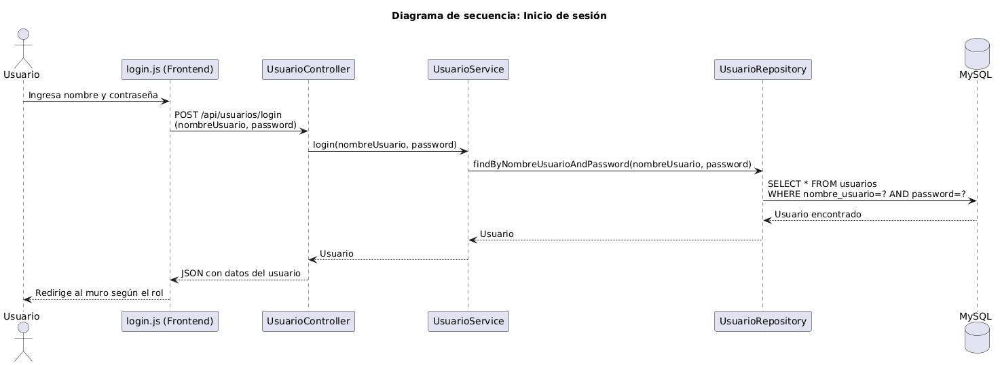 Diagrama de secuencia: Inicio de sesión
Usuario
login.js (Frontend)
UsuarioController
UsuarioService
UsuarioRepository
MySQL
Ingresa nombre y contraseña
POST /api/usuarios/login
(nombreUsuario, password)
login(nombreUsuario, password)
findByNombreUsuarioAndPassword(nombreUsuario, password)
SELECT * FROM usuarios
WHERE nombre_usuario=? AND password=?
Usuario encontrado
Usuario
Usuario
JSON con datos del usuario
Redirige al muro según el rol
Usuario
login.js (Frontend)
UsuarioController
UsuarioService
UsuarioRepository
MySQL